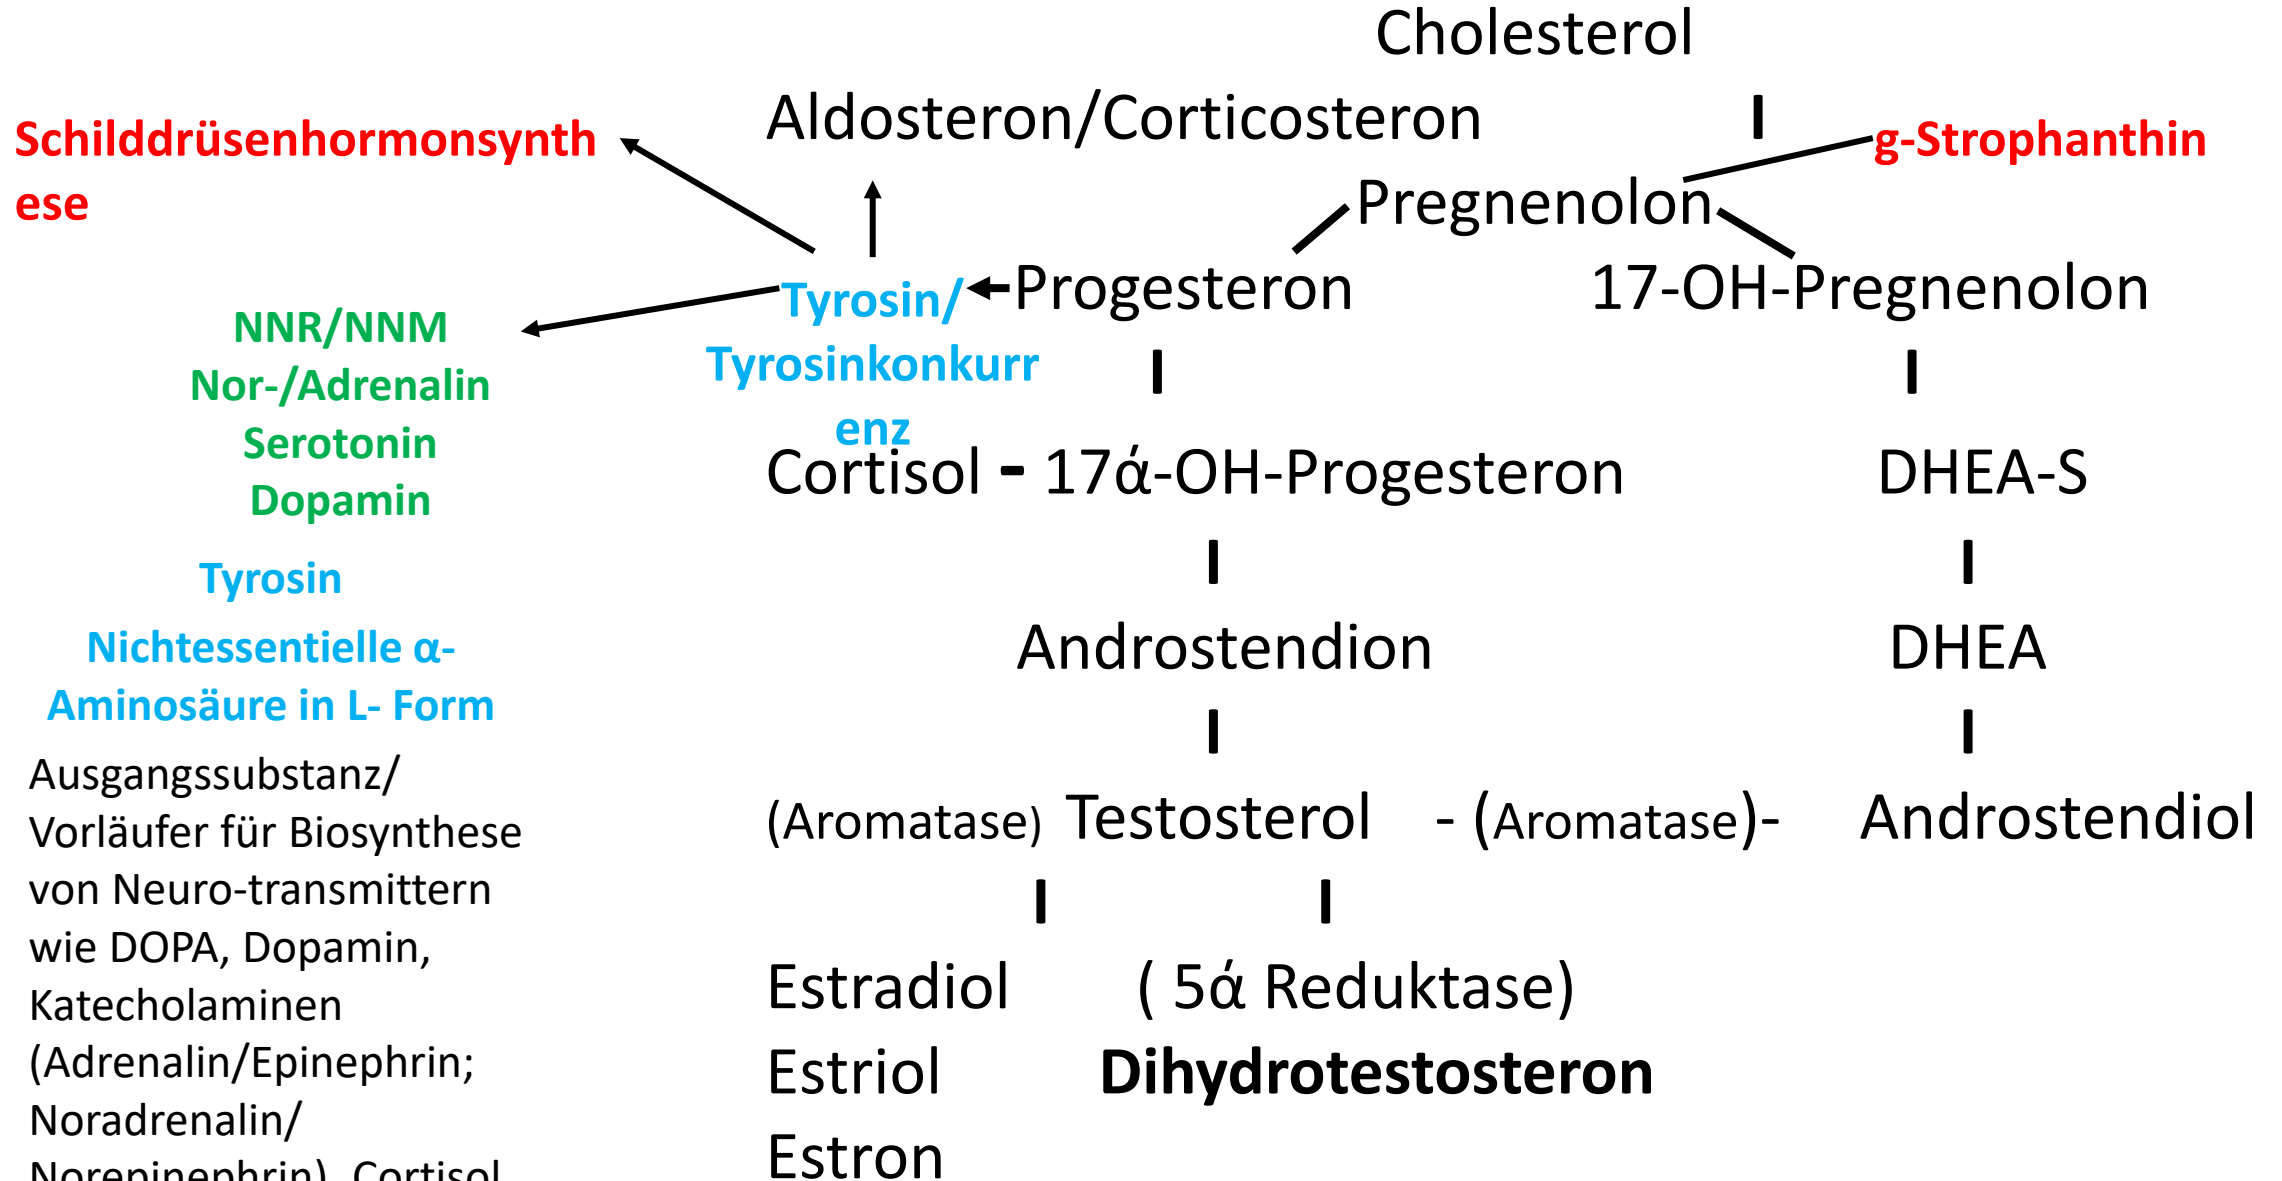 Cholesterol
Aldosteron/Corticosteron
Schilddrüsenhormonsynth
ese
g-Strophanthin
Pregnenolon
Tyrosin/
Tyrosinkonkurr
enz
Progesteron
17-OH-Pregnenolon
NNR/NNM
Nor-/Adrenalin
Serotonin
Dopamin
Cortisol - 17ά-OH-Progesteron
DHEA-S
Tyrosin
Nichtessentielle α-
Aminosäure in L- Form
Androstendion
DHEA
Ausgangssubstanz/
Vorläufer für Biosynthese
von Neuro-transmittern
wie DOPA, Dopamin,
Katecholaminen
(Adrenalin/Epinephrin;
Noradrenalin/
Norepinephrin), Cortisol
(Aromatase) Testosterol - (Aromatase)- Androstendiol
Estradiol ( 5ά Reduktase)
Estriol Dihydrotestosteron
Estron